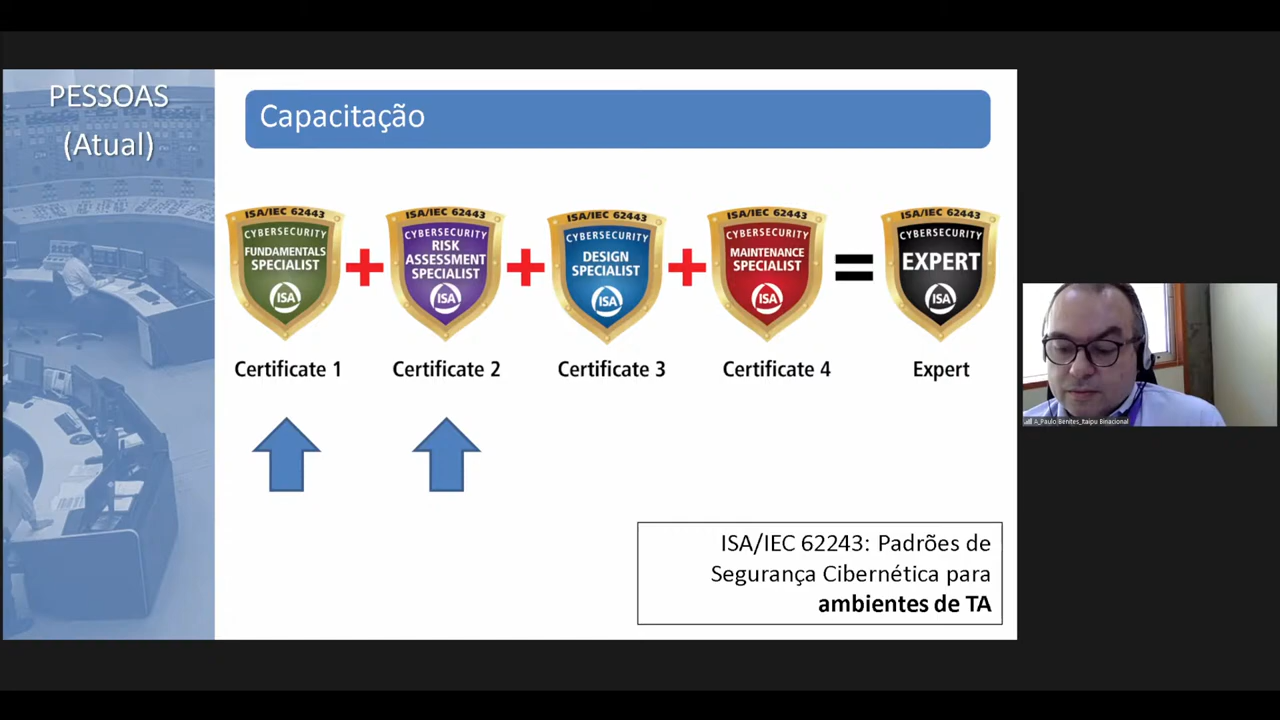 PESSOAS
(Atual)
Capacitação
ISA/IEC 62443
CYBERSECURITY
FUNDAMENTALS
SPECIALIST
ISA
Certificate 1
ISA/IEC 62443
CYBERSECURITY
RISK
ASSESSMENT
SPECIALIST
ISA
Certificate 2
ISA/IEC 62443
CYBERSECURITY
DESIGN
SPECIALIST
ISA
Certificate 3
ISA/IEC 62443
CYBERSECURITY
MAINTENANCE
SPECIALIST
ISA
Certificate 4
ISA/IEC 62443
CYBERSECURITY
EXPERT
ISA
Expert
ISA/IEC 62243: Padrões de
Segurança Cibernética para
ambientes de TA
A_Paulo Benites_Itaipu Binacional